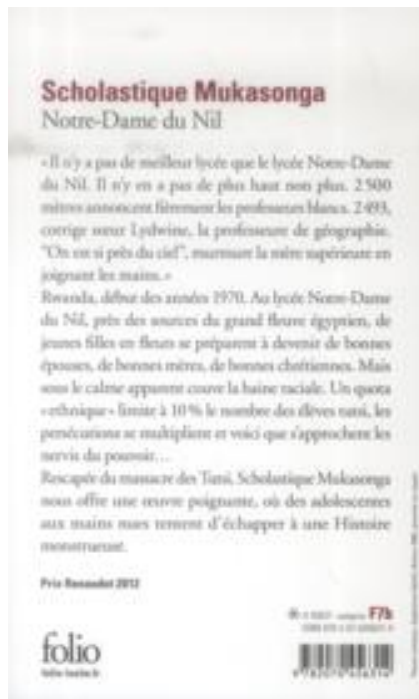 Scholastique Mukasonga
Notre-Dame du Nil
« Il n'y a pas de meilleur lycée que le lycée Notre-Dame
du Nil. Il n'y en a pas de plus haut non plus. 2 500
mètres annoncent fièrement les professeurs blancs. 2 493,
corrige sœur Lydwine, la professeure de géographie.
"On est si près du ciel", murmure la mère supérieure en
joignant les mains. »
Rwanda, début des années 1970. Au lycée Notre-Dame
du Nil, près des sources du grand fleuve égyptien, de
jeunes filles en fleurs se préparent à devenir de bonnes
épouses, de bonnes mères, de bonnes chrétiennes. Mais
sous le calme apparent couve la haine raciale. Un quota
« ethnique » limite à 10 % le nombre des élèves tutsi, les
persécutions se multiplient et voici que s'approchent les
nervis du pouvoir…
Rescapée du massacre des Tutsi, Scholastique Mukasonga
nous offre une œuvre poignante, où des adolescentes
aux mains nues tentent d'échapper à une Histoire
monstrueuse.
Prix Renaudot 2012
catégorie F7b
folio
folio-lesite.fr
9 782070 456314